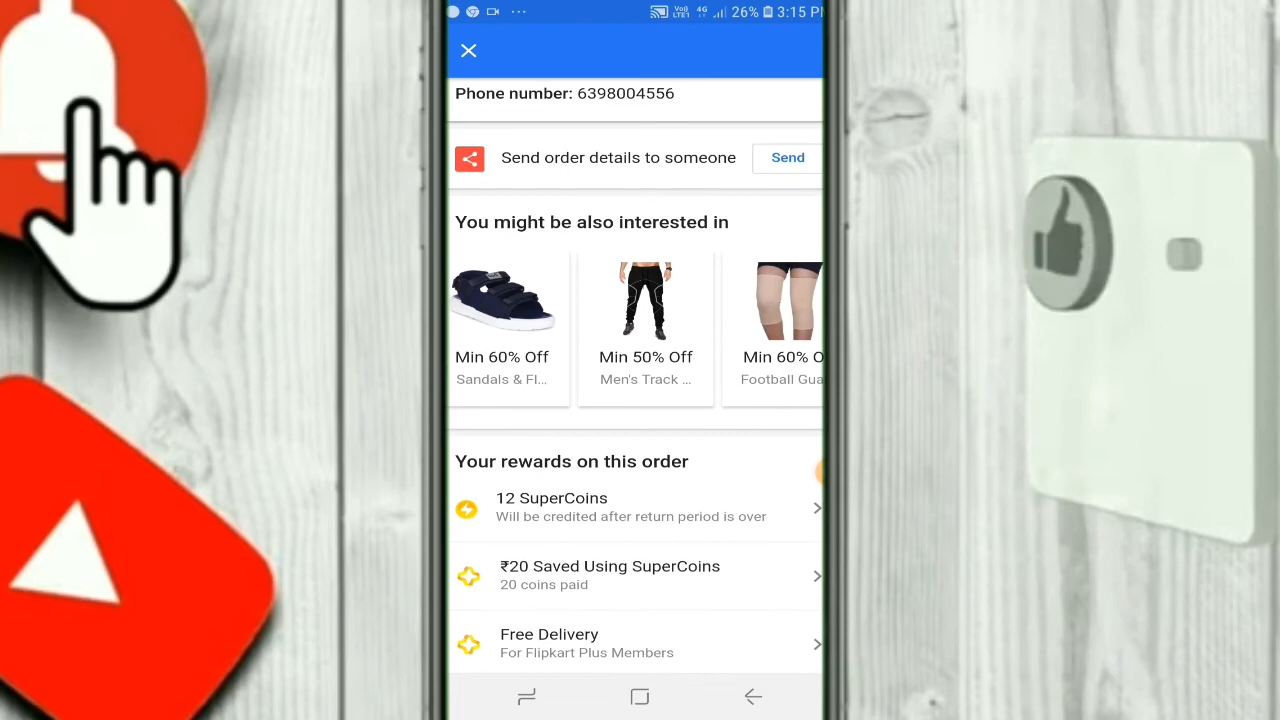 26% 3:15 P
Phone number: 6398004556
Send order details to someone Send
You might be also interested in
Min 60% Off
Sandals & Fl...
Min 50% Off
Men's Track ...
Min 60% O
Football Gua
Your rewards on this order
12 SuperCoins
Will be credited after return period is over
₹20 Saved Using SuperCoins
20 coins paid
Free Delivery
For Flipkart Plus Members